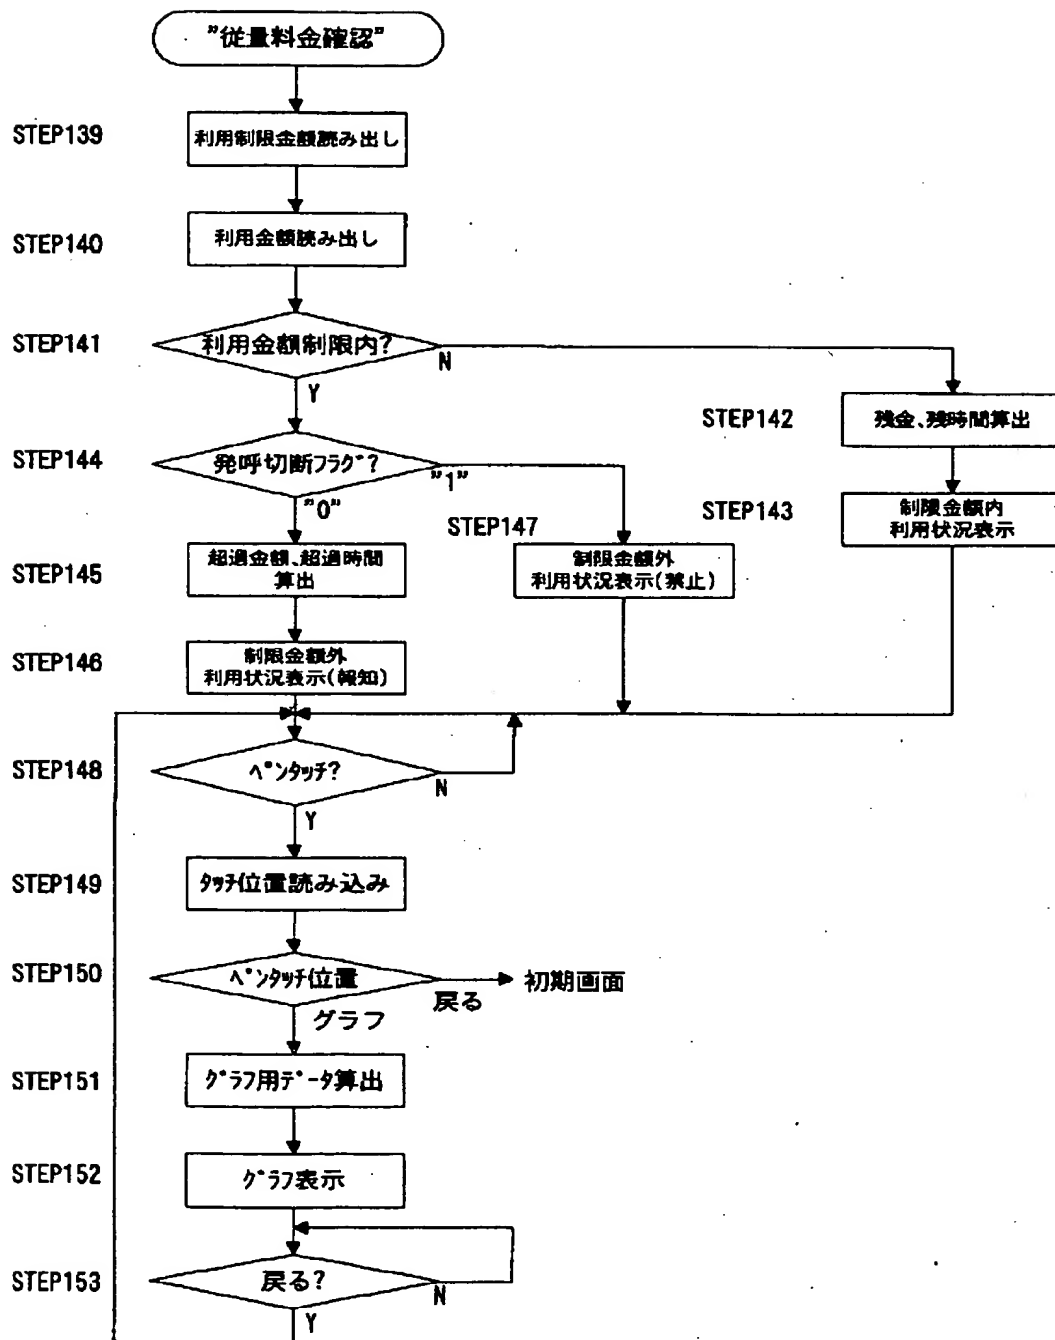 "従量料金確認"
STEP139
利用制限金額読み出し
STEP140
利用金額読み出し
STEP141
利用金額制限内?
N
Y
STEP142
残金、残時間算出
STEP144
発呼切断フラグ?
"1"
"0"
STEP143
制限金額内
利用状況表示
STEP147
制限金額外
利用状況表示(禁止)
STEP145
超過金額、超過時間
算出
STEP146
制限金額外
利用状況表示(報知)
STEP148
ペンタッチ?
N
Y
STEP149
タッチ位置読み込み
STEP150
ペンタッチ位置
戻る
初期画面
グラフ
STEP151
グラフ用データ算出
STEP152
グラフ表示
STEP153
戻る?
N
Y